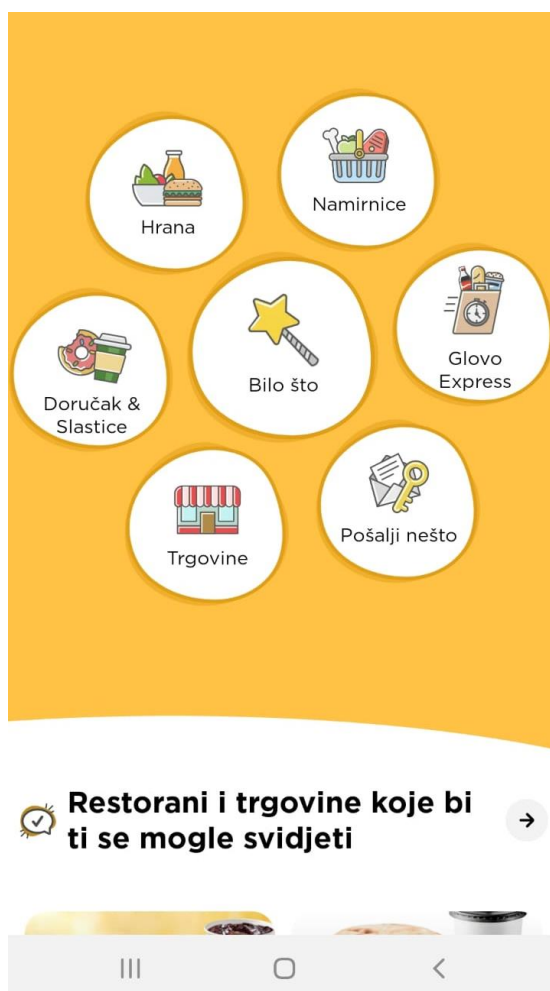 Hrana
Namirnice
Doručak &
Slastice
Bilo što
Glovo
Express
Trgovine
Pošalji nešto
Restorani i trgovine koje bi
ti se mogle svidjeti